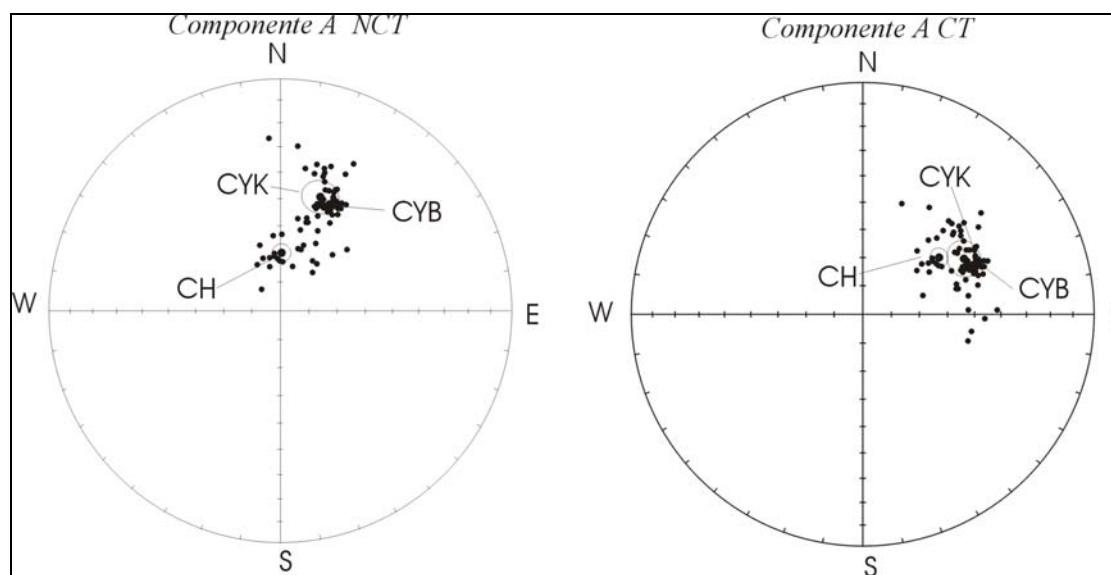 Componente A NCT
N
CYK
CYB
CH
W
E
S
Componente A CT
N
CYK
CH
CYB
W
S